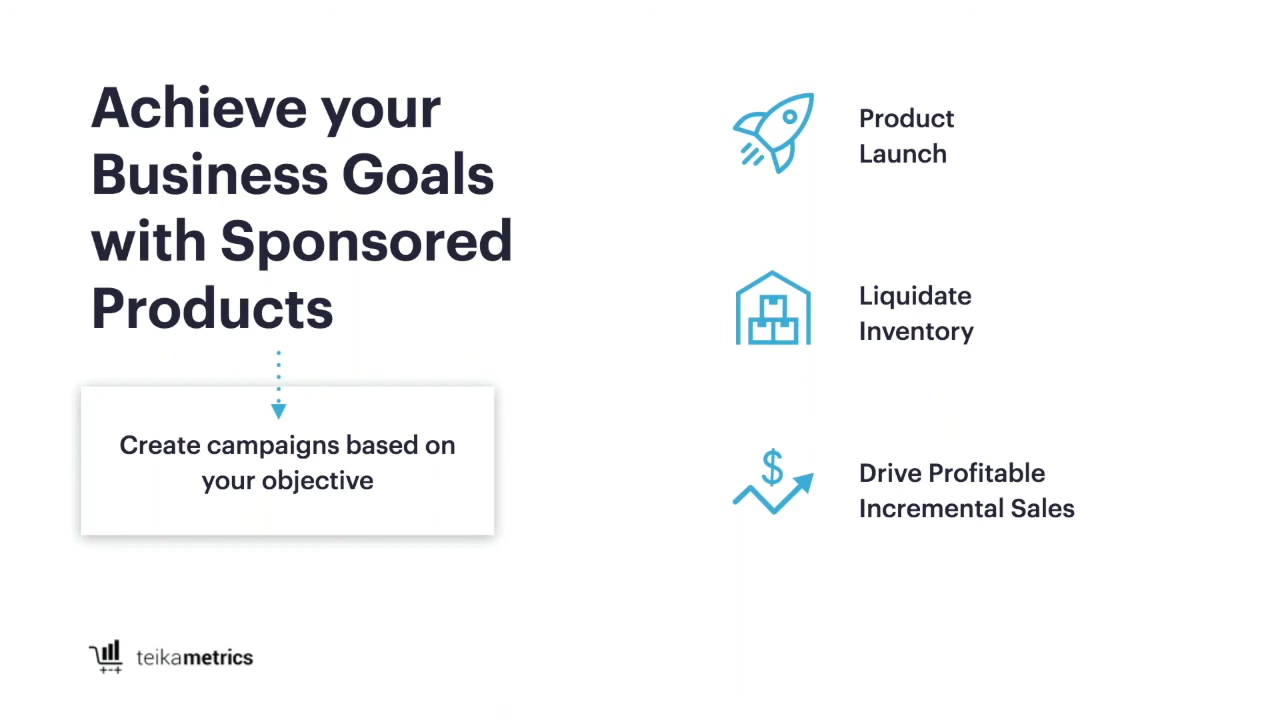 Achieve your
Business Goals
with Sponsored
Products
Create campaigns based on
your objective
Product
Launch
Liquidate
Inventory
$
Drive Profitable
Incremental Sales
teikametrics